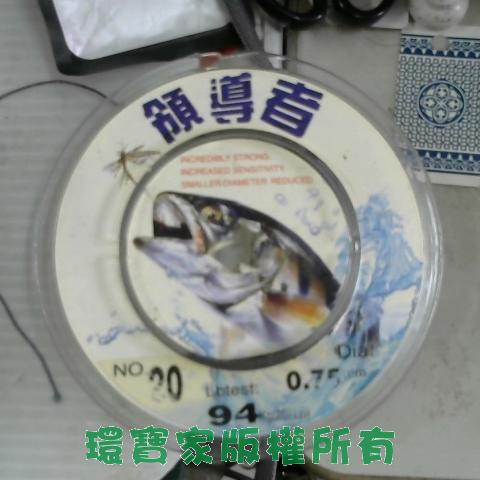 領導者
INCREDIBLY STRONG.
INCREASED SENSITIVITY
SMALLER-DIAMETER REDUCED
NO. 20
Lbtest:
Dia:
0.75
94
環寶家版權所有